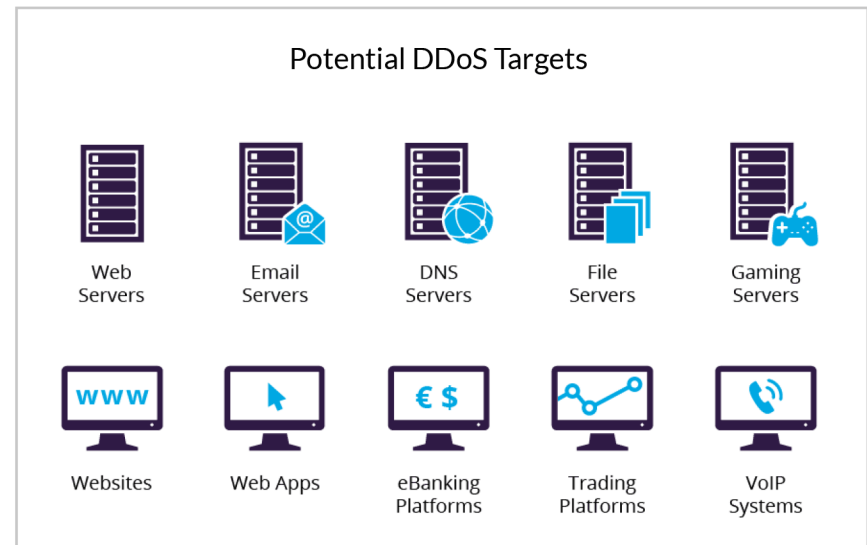 Potential DDoS Targets
@
Web
Servers
Email
Servers
DNS
Servers
File
Servers
Gaming
Servers
www
€ $
Websites
Web Apps
eBanking
Platforms
Trading
Platforms
VoIP
Systems